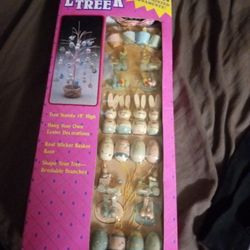 TREE
Tree Stands 18" High
Hang Your Own
Easter Decorations
Real Wicker Basket
Base
Shape Your Tree—
Bendable Branches